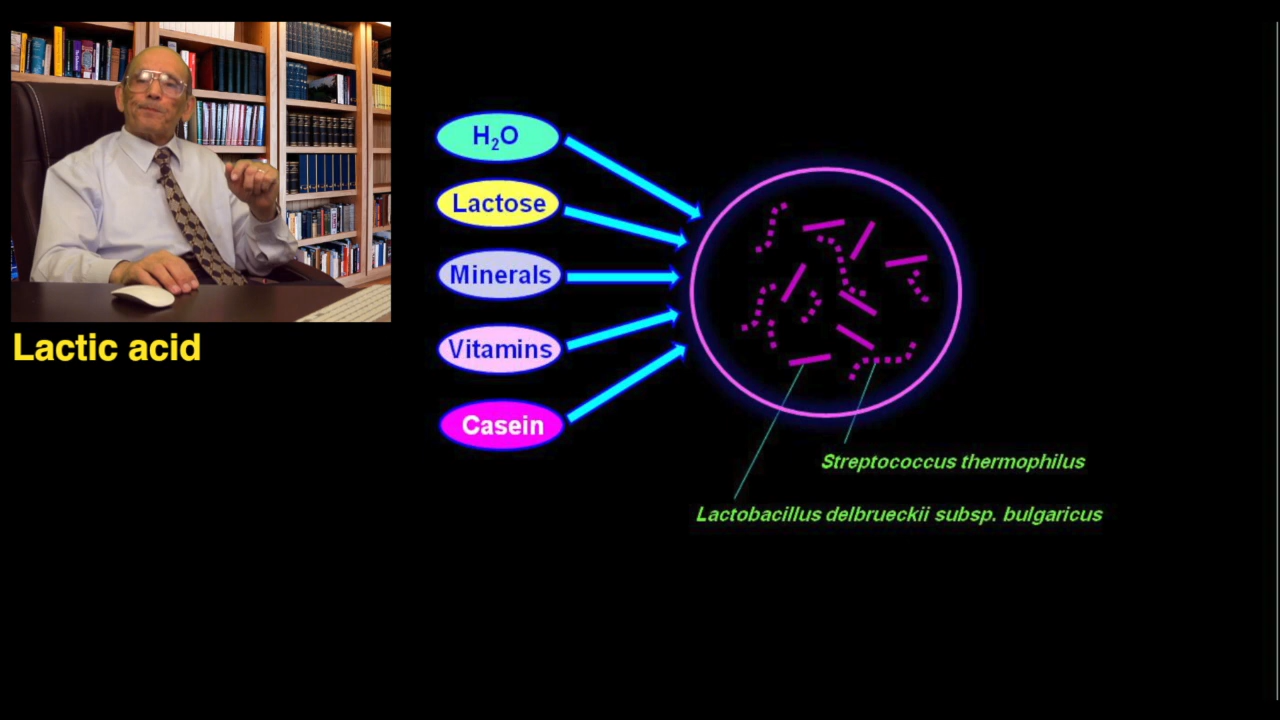 Lactic acid
H₂O
Lactose
Minerals
Vitamins
Casein
Streptococcus thermophilus
Lactobacillus delbrueckii subsp. bulgaricus